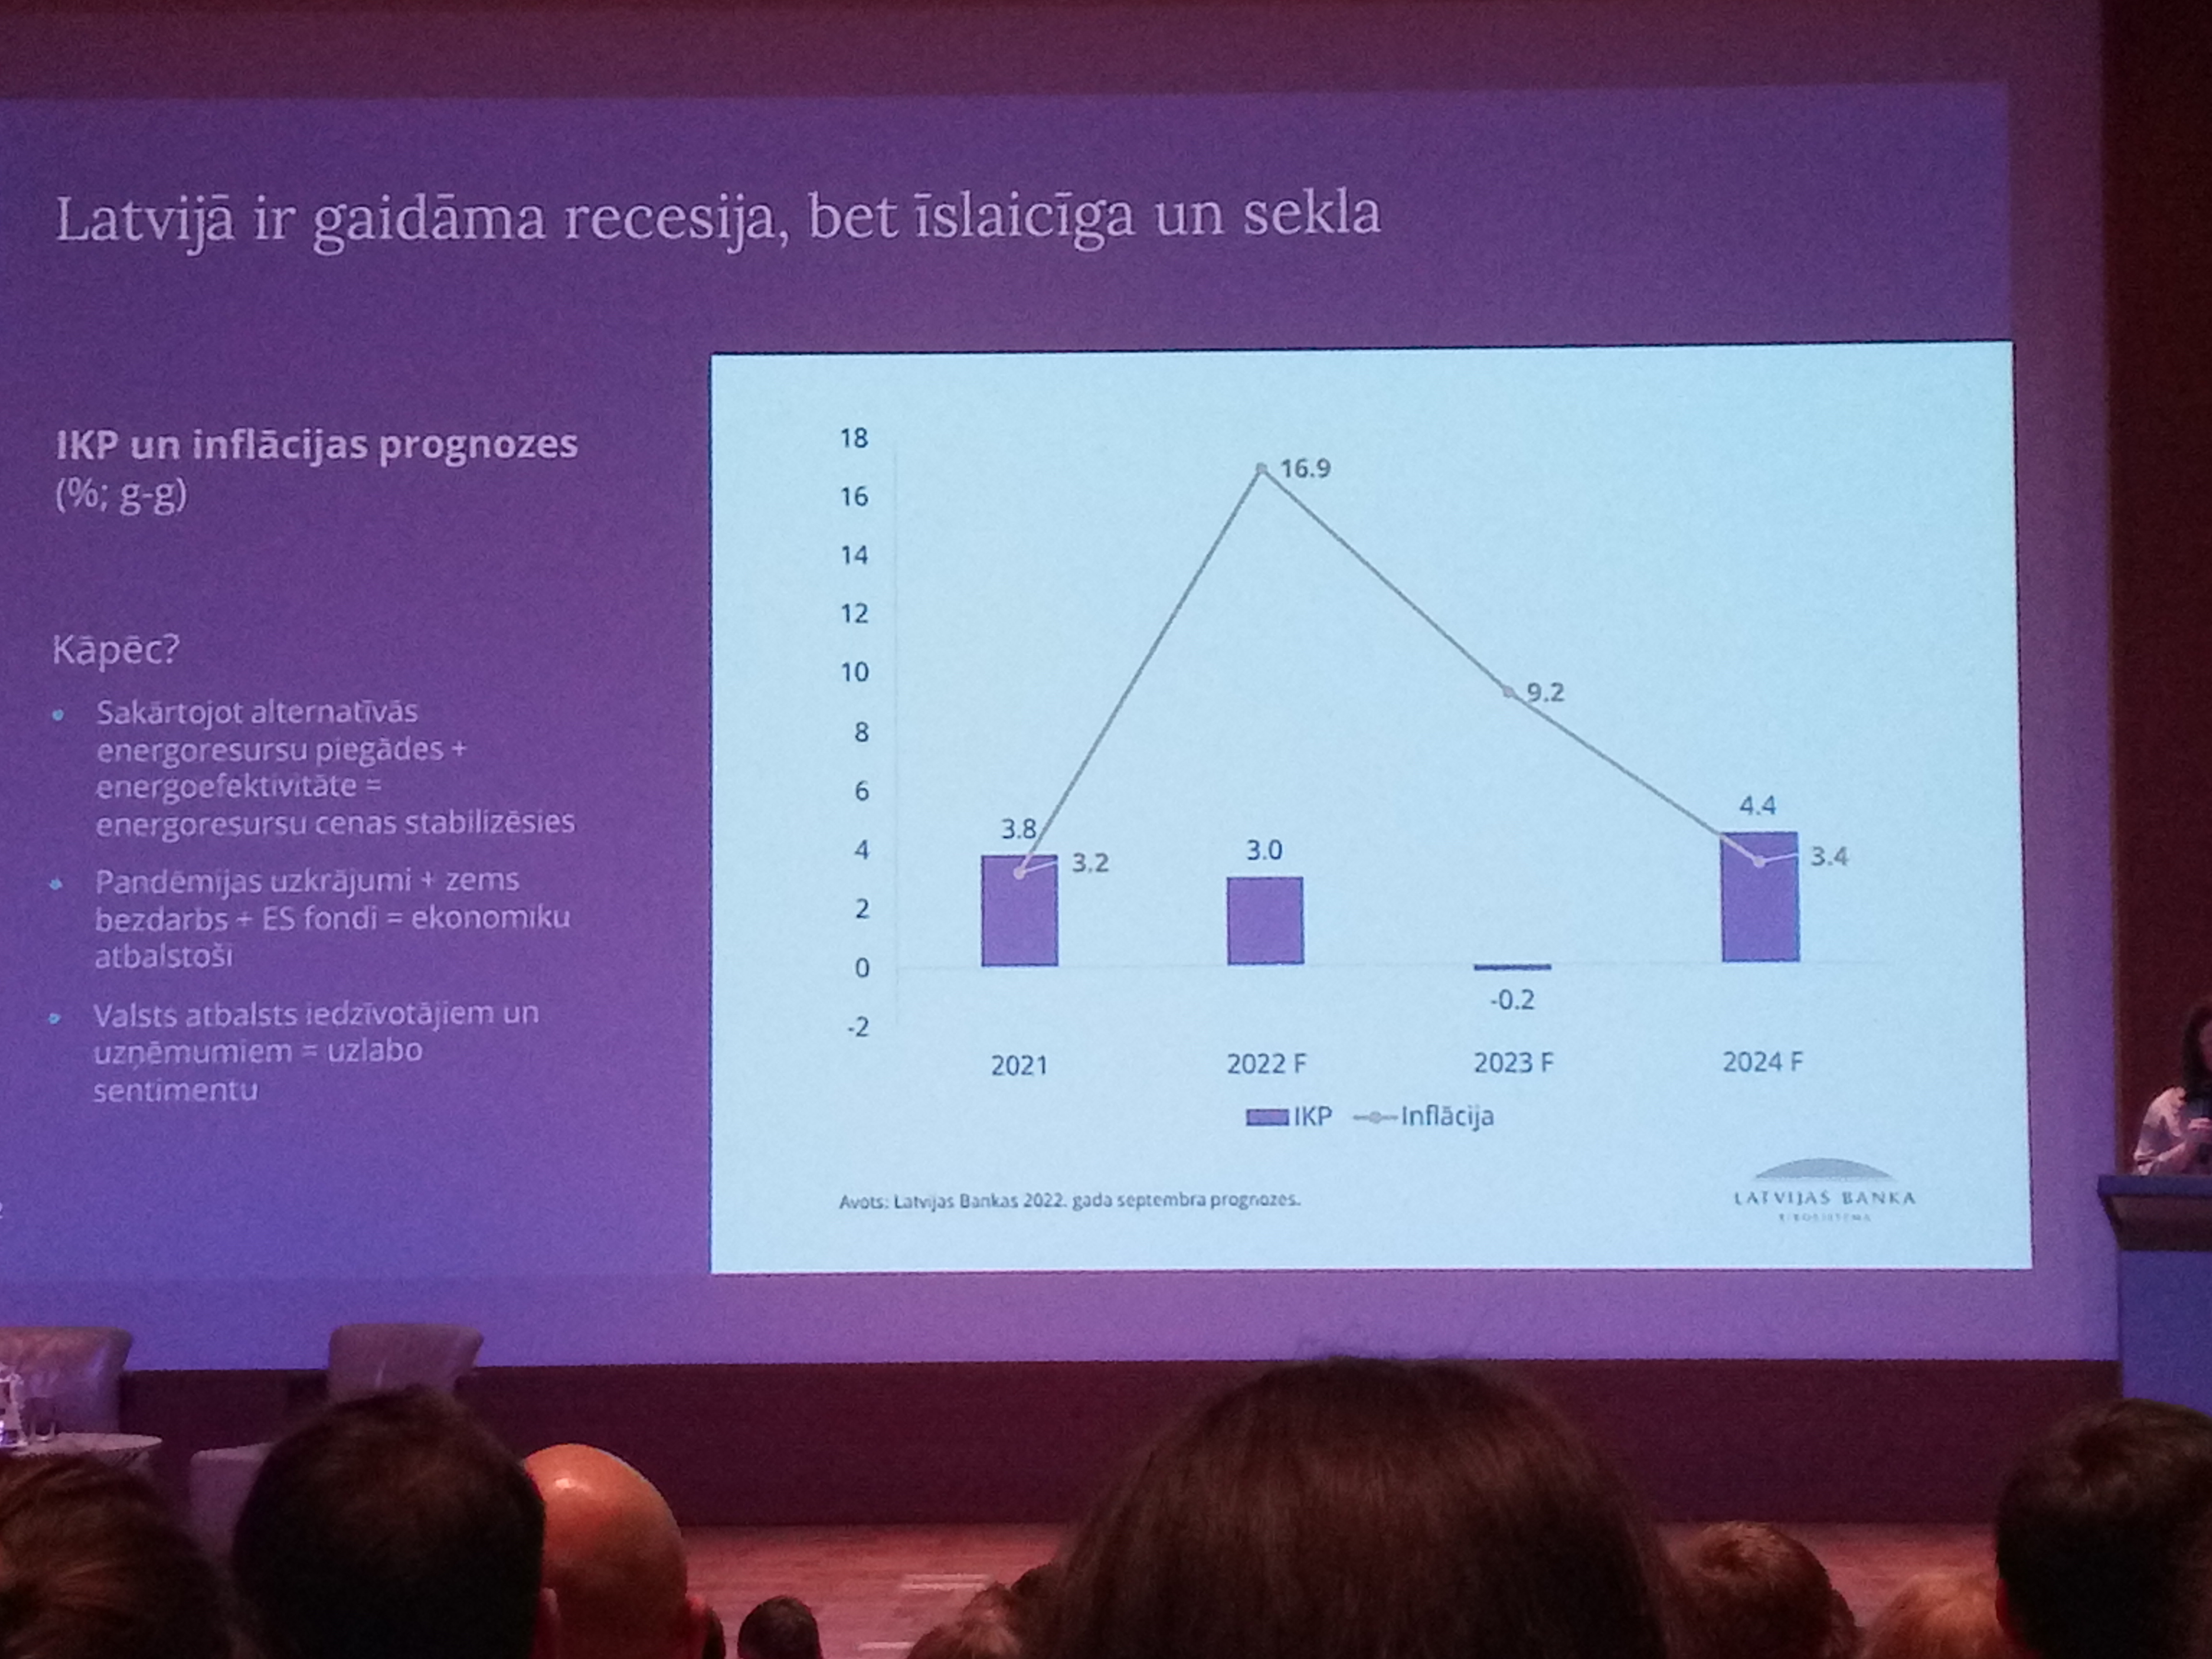 Latvijā ir gaidāma recesija, bet īslaicīga un sekla
IKP un inflācijas prognozes
(%; g-g)
Kāpēc?
• Sakārtojot alternatīvās
energoresursu piegādes +
energoefektivitāte =
energoresursu cenas stabilizēsies
• Pandēmijas uzkrājumi + zems
bezdarbs + ES fondi = ekonomiku
atbalstoši
• Valsts atbalsts iedzīvotājiem un
uzņēmumiem = uzlabo
sentimentu
18
16
14
12
10
8
6
4
2
0
-2
3.8
3.2
16.9
3.0
9.2
-0.2
4.4
3.4
2021
2022 F
2023 F
2024 F
IKP
Inflācija
Avots: Latvijas Bankas 2022. gada septembra prognozes.
LATVIJAS BANKA